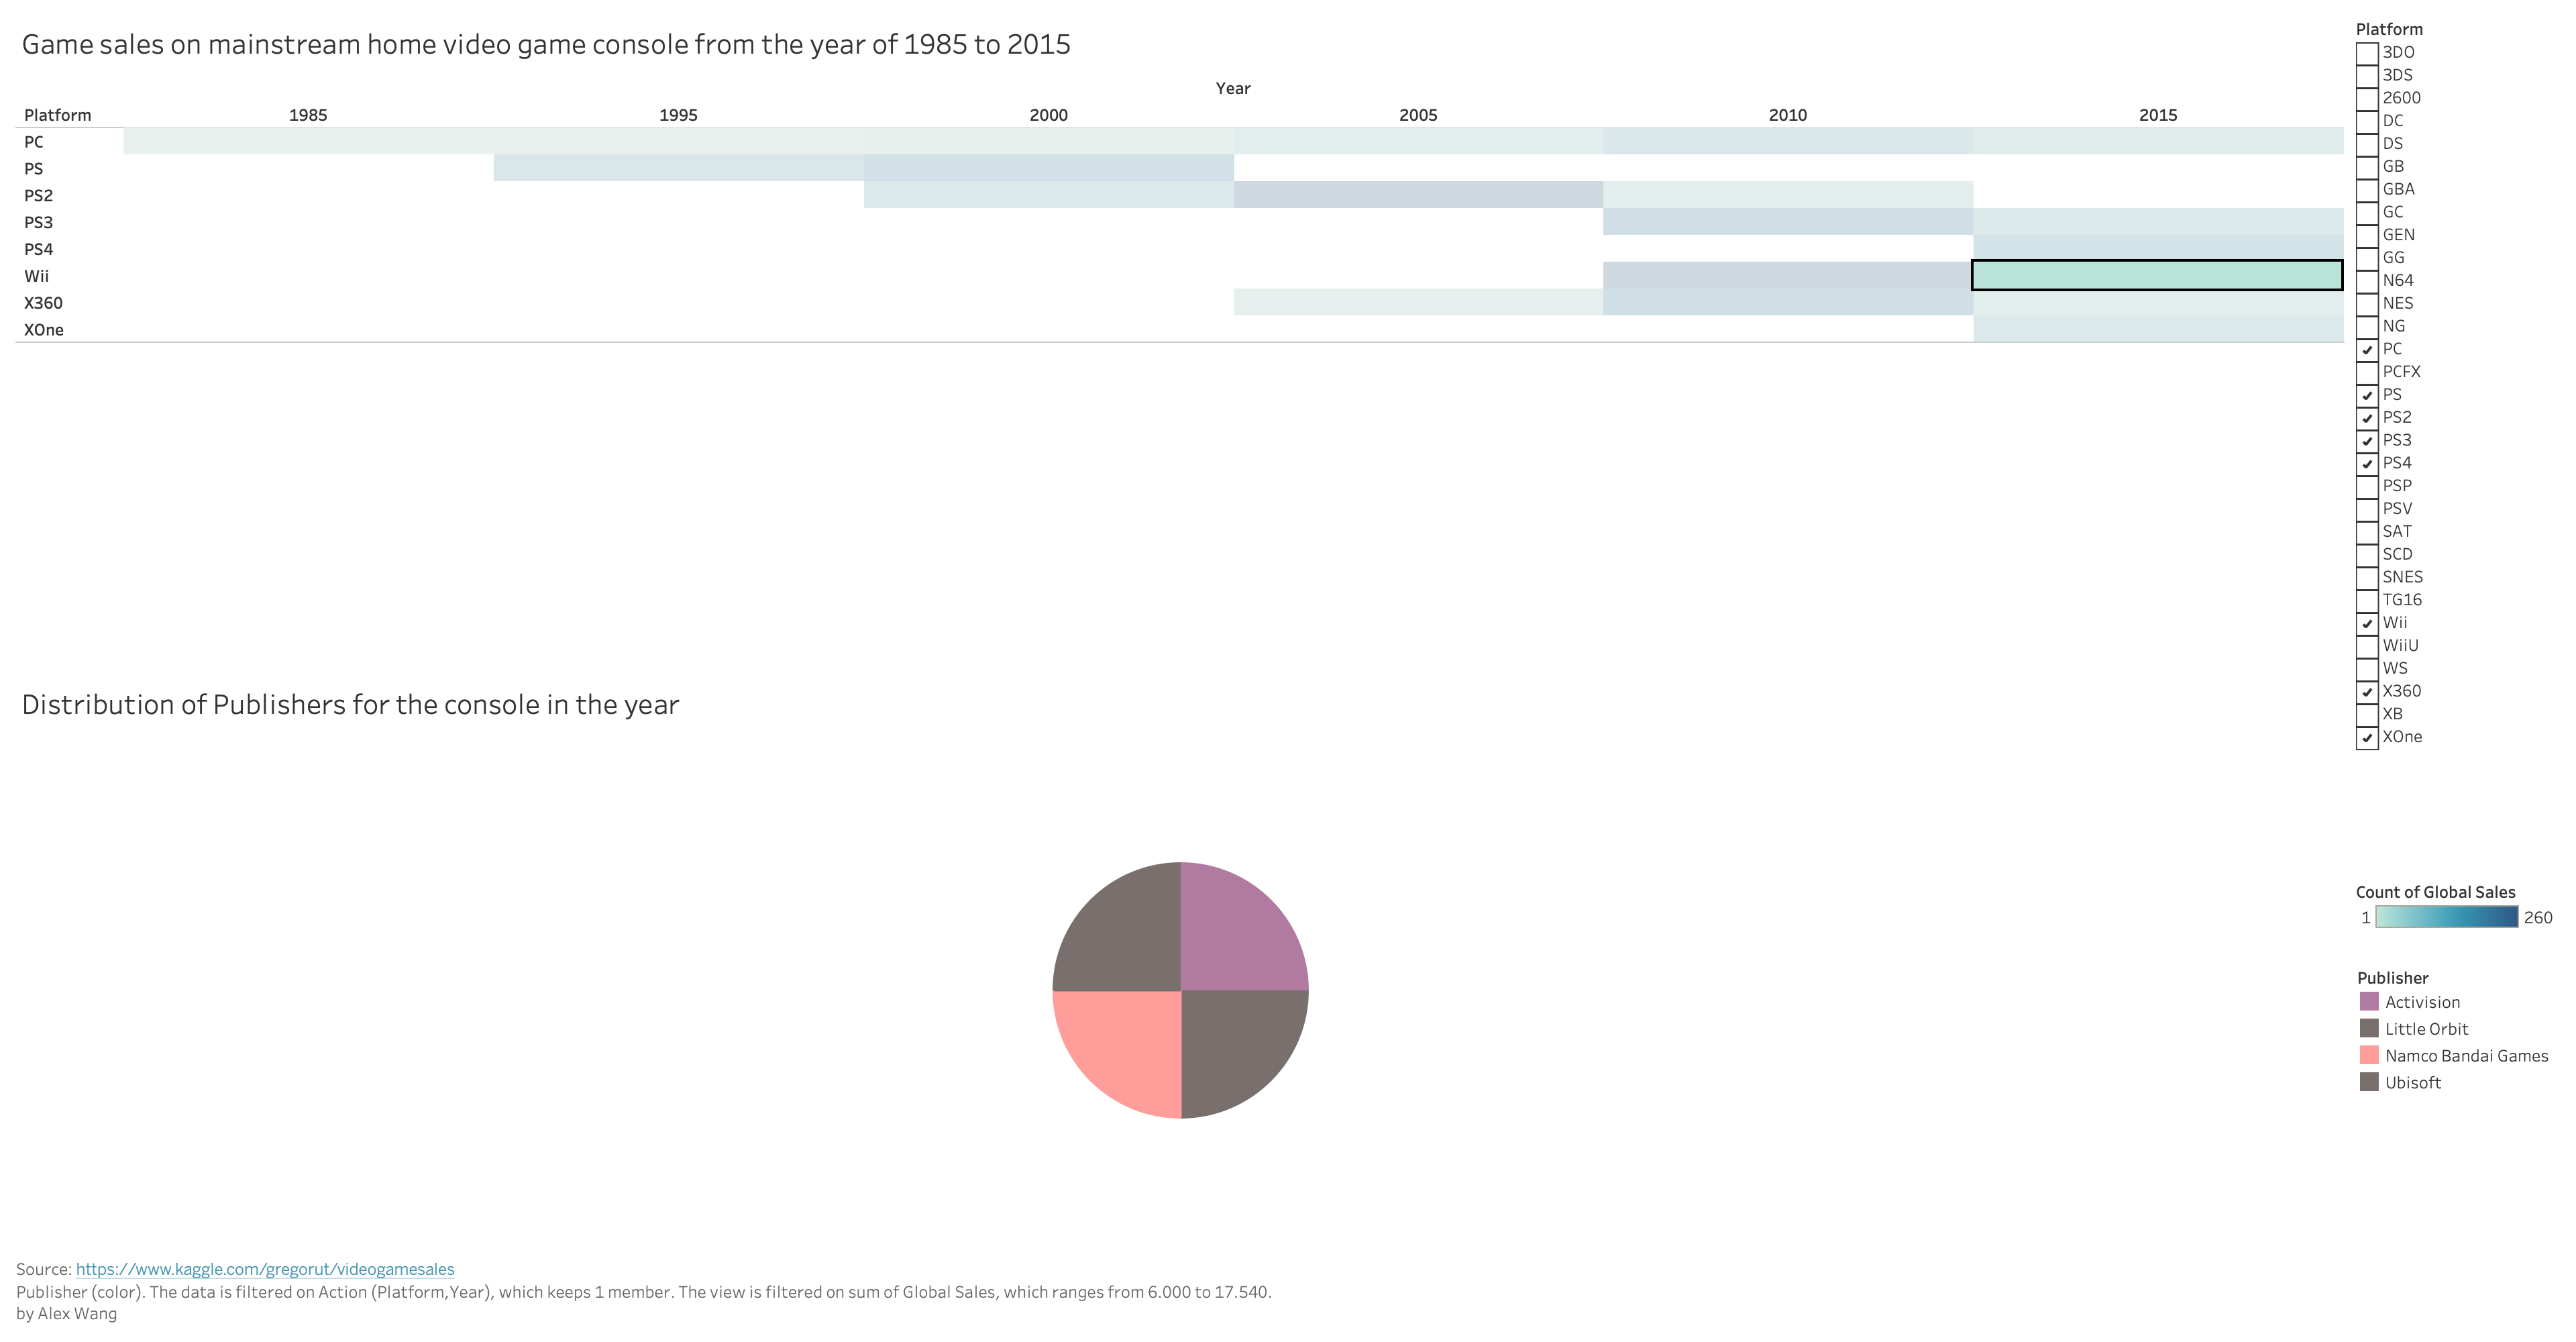 Game sales on mainstream home video game console from the year of 1985 to 2015
Year
Platform 1985 1995 2000 2005 2010 2015
PC
PS
PS2
PS3
PS4
Wii
X360
XOne
Platform
3DO
3DS
2600
DC
DS
GB
GBA
GC
GEN
GG
N64
NES
NG
PC
PCFX
PS
PS2
PS3
PS4
PSP
PSV
SAT
SCD
SNES
TG16
Wii
WiiU
WS
X360
XB
XOne
Distribution of Publishers for the console in the year
Count of Global Sales
1 260
Publisher
Activision
Little Orbit
Namco Bandai Games
Ubisoft
Source: https://www.kaggle.com/gregorut/videogamesales
Publisher (color). The data is filtered on Action (Platform,Year), which keeps 1 member. The view is filtered on sum of Global Sales, which ranges from 6.000 to 17.540.
by Alex Wang